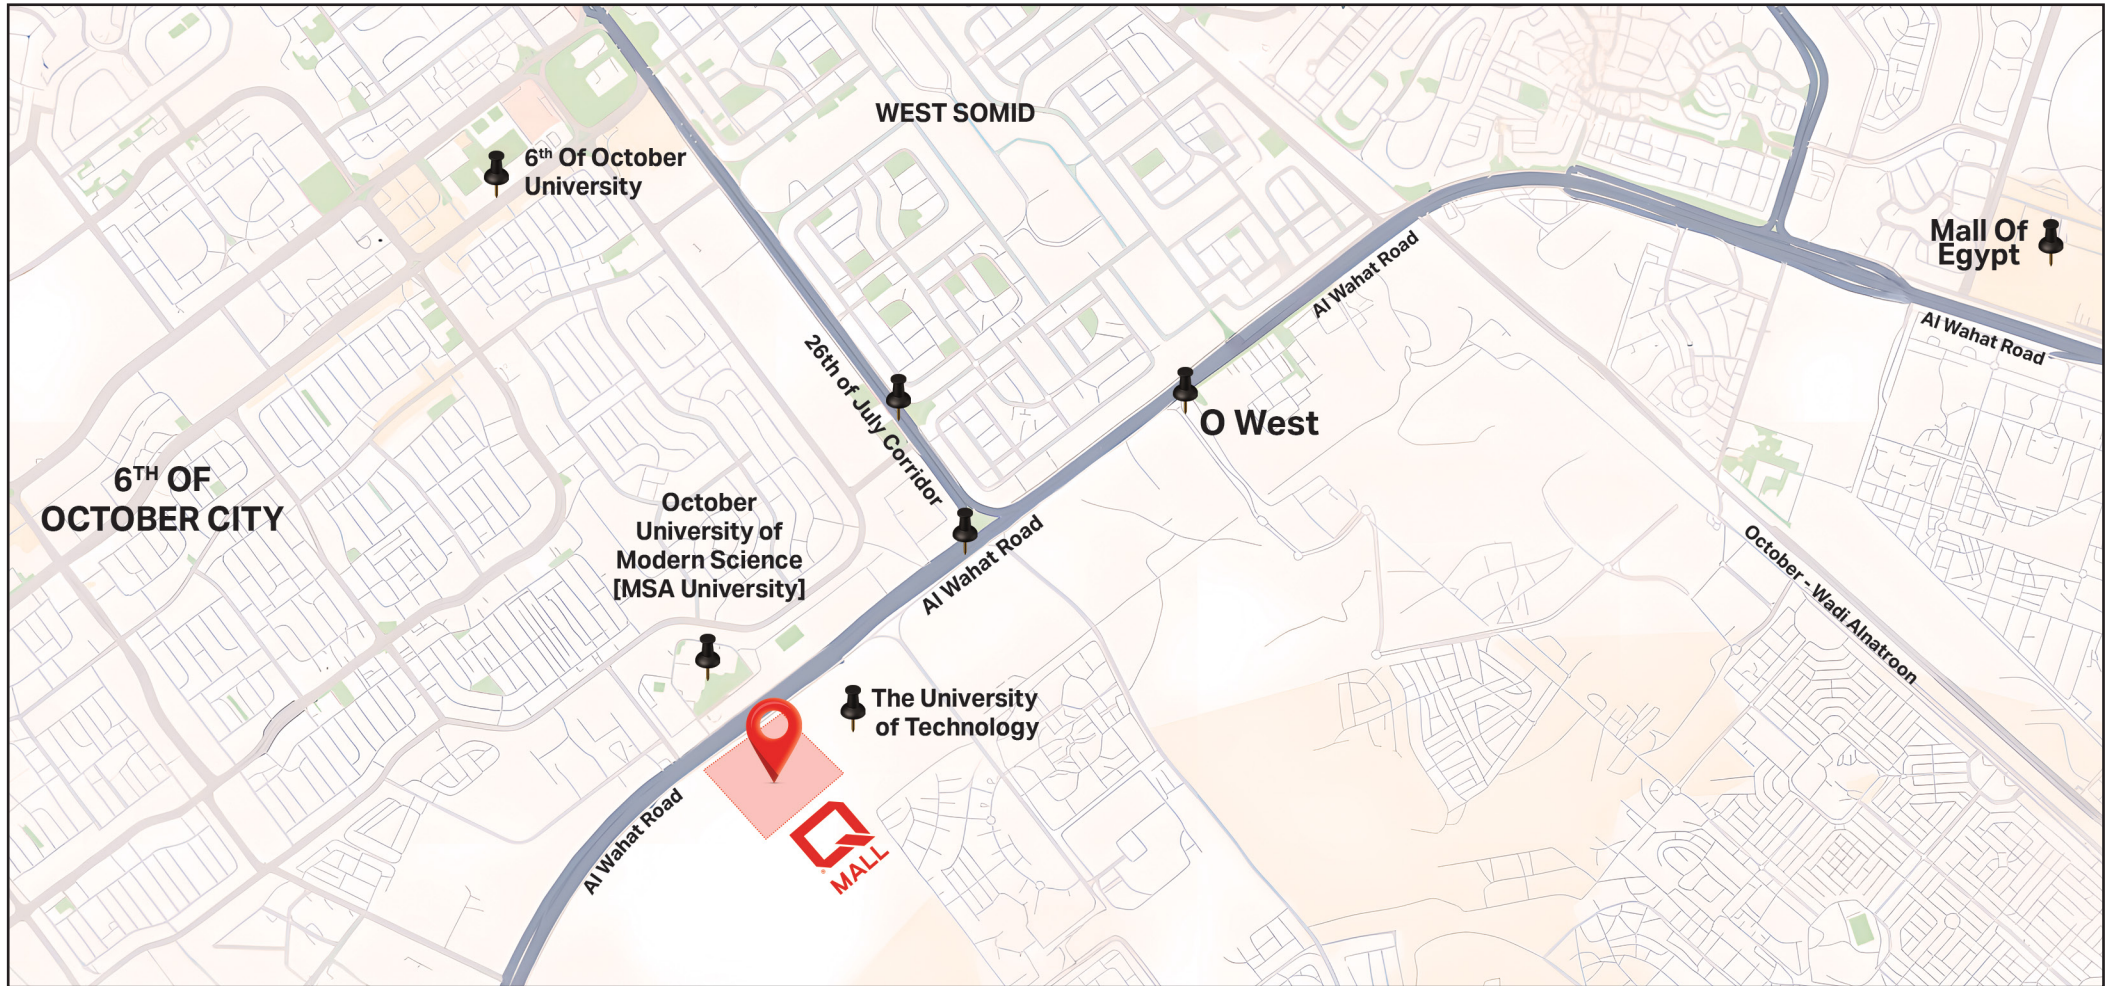 WEST SOMID
6th Of October
University
Mall Of
Egypt
Al Wahat Road
Al Wahat Road
26th of July Corridor
O West
6TH OF
OCTOBER CITY
October
University of
Modern Science
[MSA University]
Al Wahat Road
October - Wadi Alnatroon
The University
of Technology
Al Wahat Road
Q
MALL